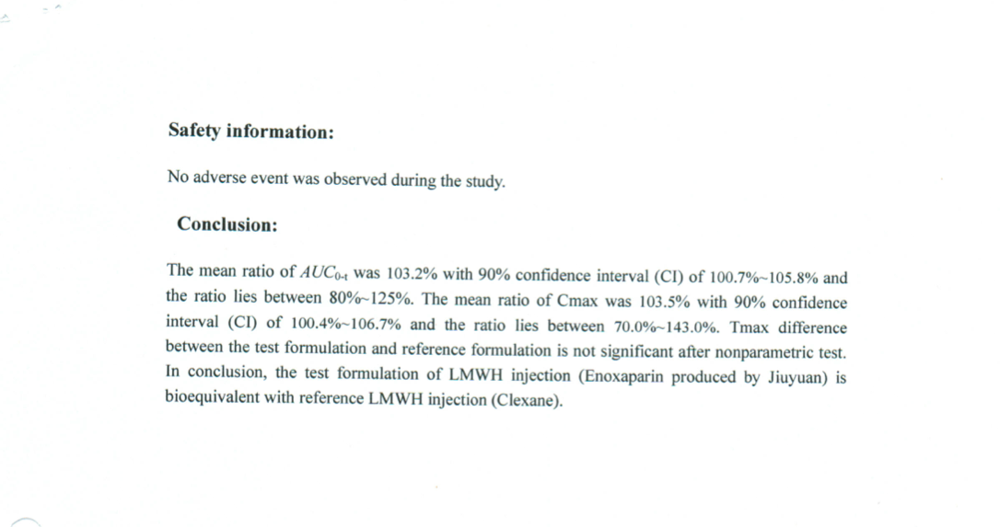 Safety information:
No adverse event was observed during the study.
Conclusion:
The mean ratio of AUC0-t was 103.2% with 90% confidence interval (CI) of 100.7%~105.8% and
the ratio lies between 80%~125%. The mean ratio of Cmax was 103.5% with 90% confidence
interval (CI) of 100.4%~106.7% and the ratio lies between 70.0%~143.0%. Tmax difference
between the test formulation and reference formulation is not significant after nonparametric test.
In conclusion, the test formulation of LMWH injection (Enoxaparin produced by Jiuyuan) is
bioequivalent with reference LMWH injection (Clexane).